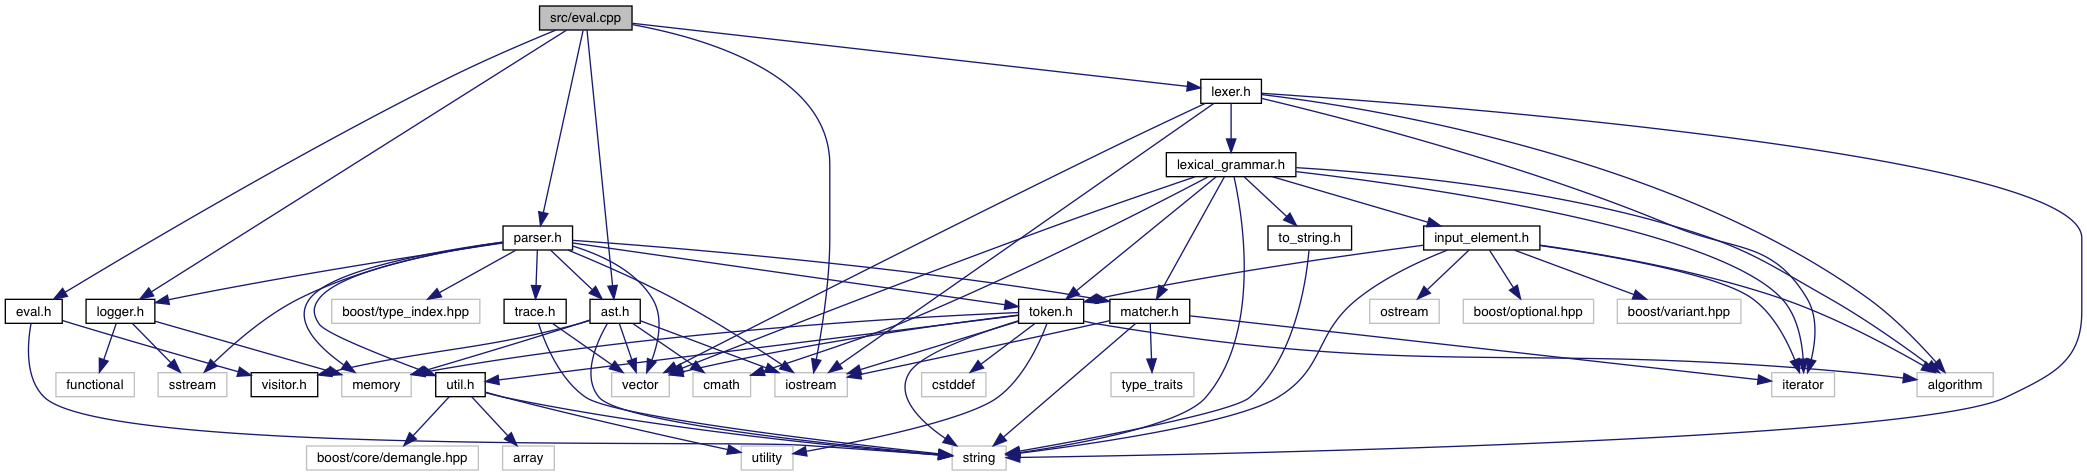 src/eval.cpp
lexer.h
lexical_grammar.h
parser.h
to_string.h
input_element.h
eval.h
logger.h
boost/type_index.hpp
trace.h
ast.h
token.h
matcher.h
ostream
boost/optional.hpp
boost/variant.hpp
functional
sstream
visitor.h
memory
util.h
vector
cmath
iostream
cstddef
type_traits
iterator
algorithm
boost/core/demangle.hpp
array
utility
string